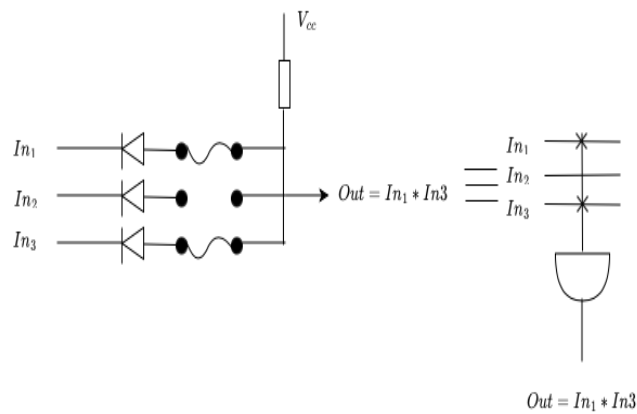 Vcc
In1
In2
In3
Out = In1 * In3
In1
In2
In3
Out = In1 * In3